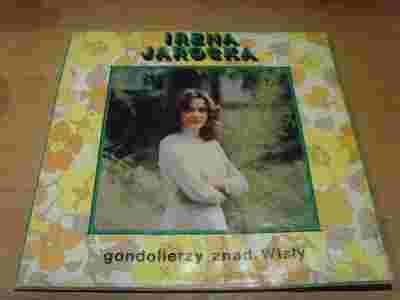 IRENA
JAROCKA
gondolierzy znad Wisły